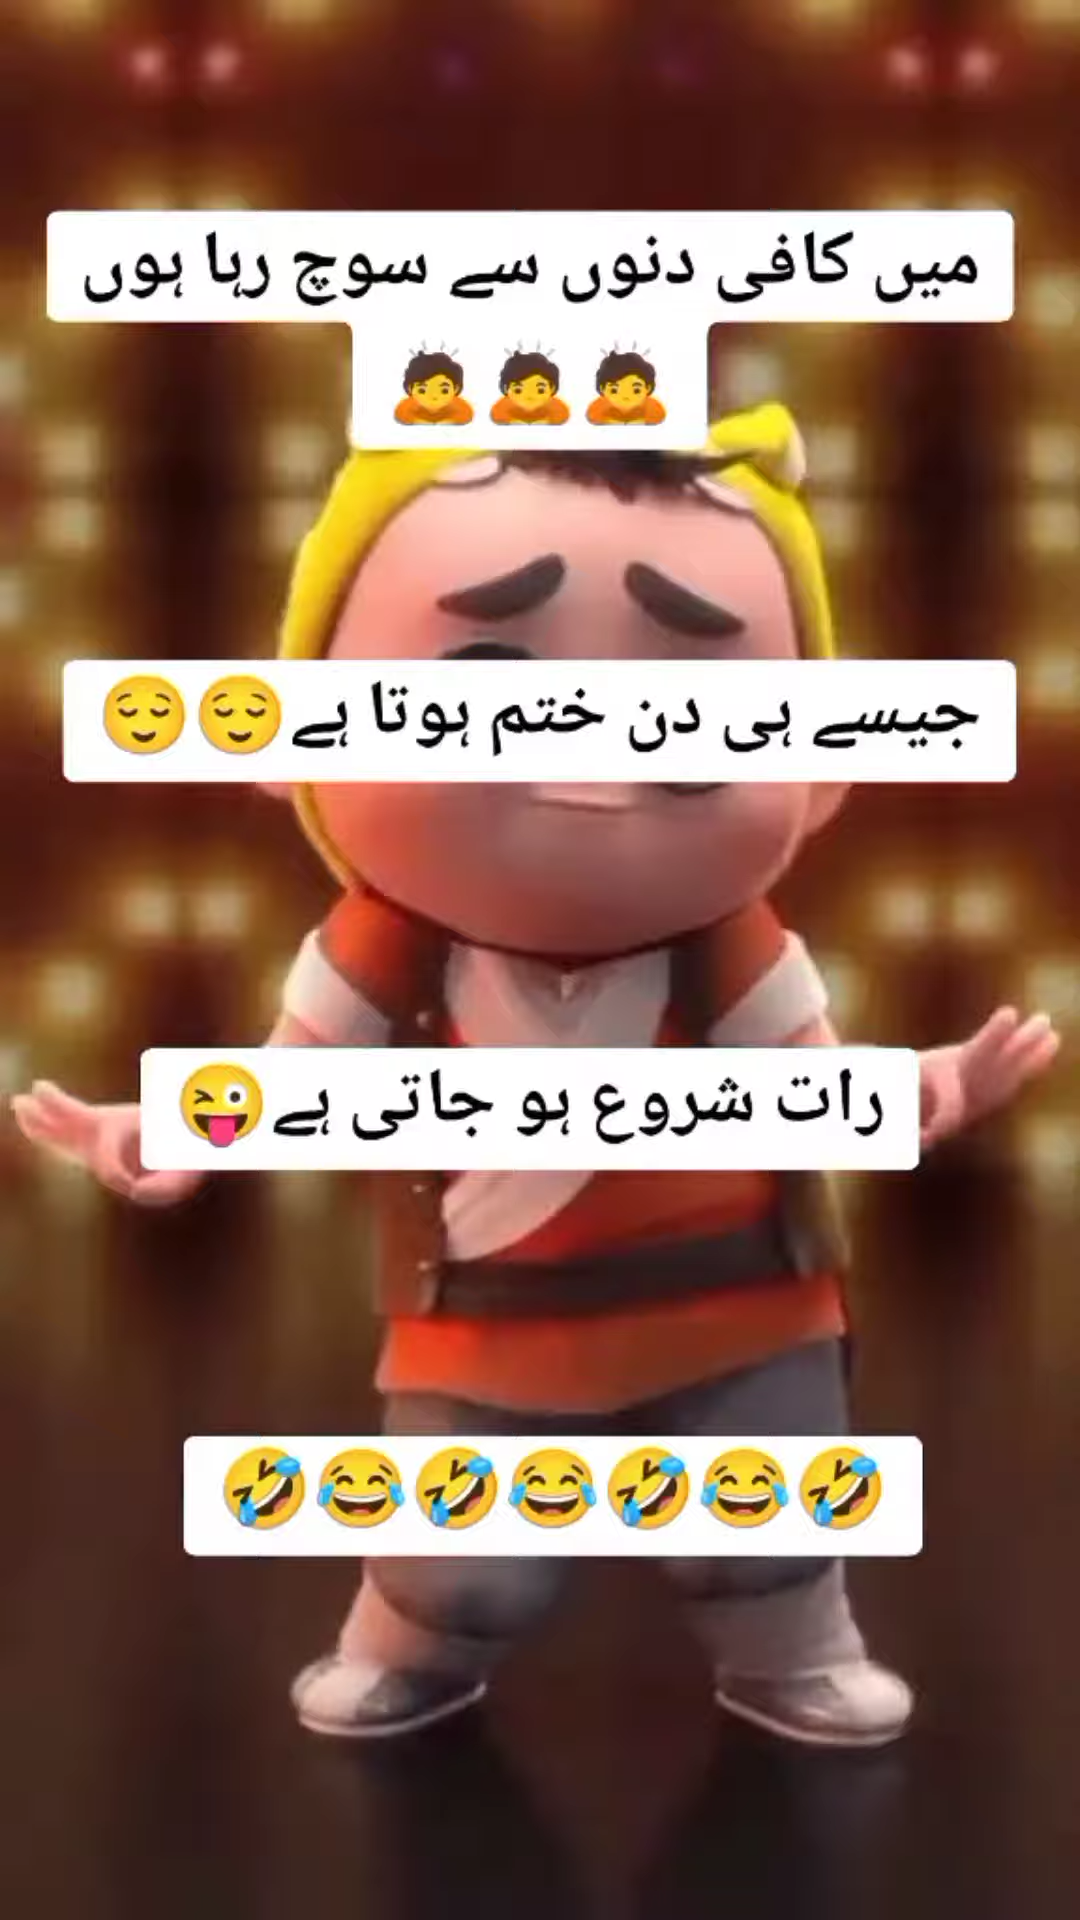 میں کافی دنوں سے سوچ رہا ہوں
🙇🙇🙇
جیسے ہی دن ختم ہوتا ہے😌😌
رات شروع ہو جاتی ہے😜
🤣😂🤣😂🤣😂🤣